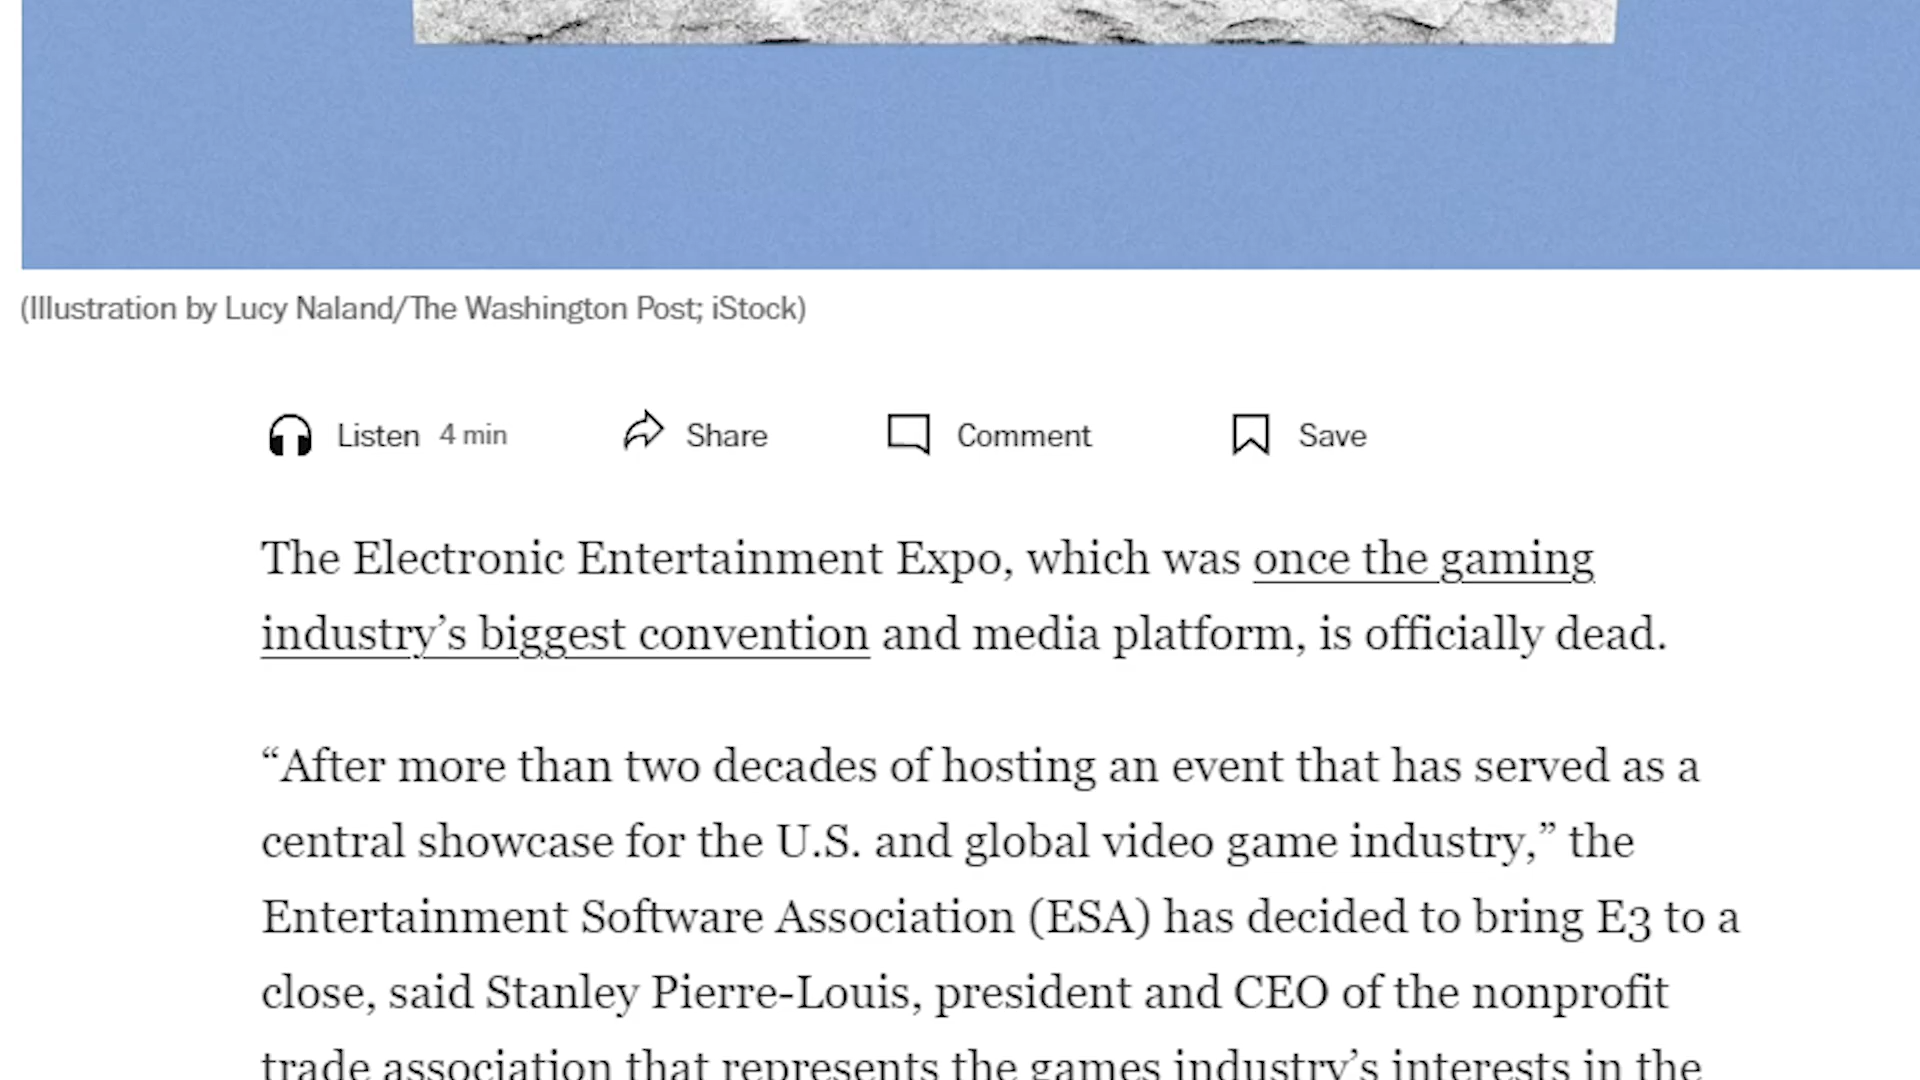 (Illustration by Lucy Naland/The Washington Post; iStock)
Listen 4 min Share Comment Save
The Electronic Entertainment Expo, which was once the gaming
industry’s biggest convention and media platform, is officially dead.
“After more than two decades of hosting an event that has served as a
central showcase for the U.S. and global video game industry,” the
Entertainment Software Association (ESA) has decided to bring E3 to a
close, said Stanley Pierre-Louis, president and CEO of the nonprofit
trade association that represents the games industry’s interests in the